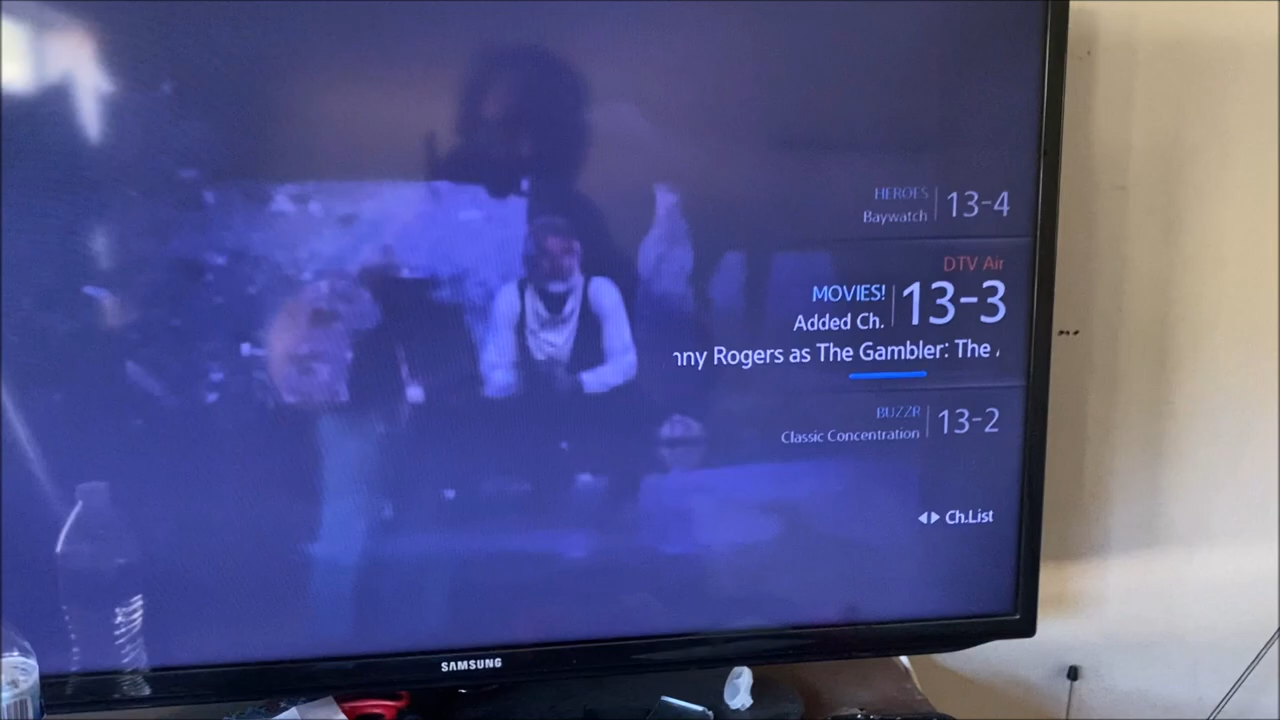 HEROES
Baywatch
13-4
DTV Air
MOVIES!
Added Ch.
13-3
nny Rogers as The Gambler: The
BUZZR
Classic Concentration
13-2
Ch.List
SAMSUNG